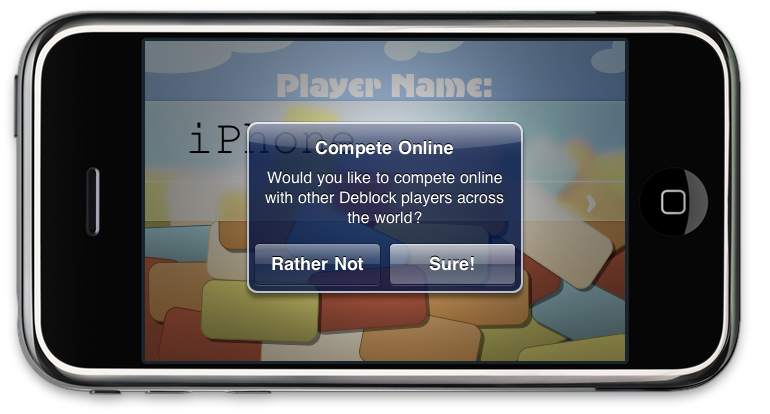 Player Name:
iPhone
Compete Online
Would you like to compete online
with other Deblock players across
the world?
Rather Not
Sure!